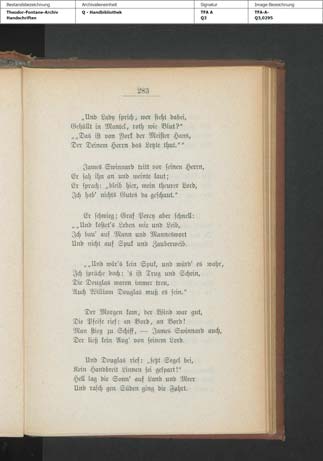 Bestandsbezeichnung
Archivalieneinheit
Signatur
Image Bezeichnung
Theodor-Fontane-Archiv
Handschriften
Q - Handbibliothek
TFA A
Q3
TFA-A-
Q3,0295
283
„Und Lady sprich, wer steht dabei,
Gehüllt in Mantel, roth wie Blut?“
„„Das ist von York der Meister Hans,
Der Deinem Herrn das Letzte thut.““
James Swinnard tritt vor seinen Herrn,
Er sah ihn an und weinte laut;
Er sprach: „bleib hier, mein theurer Lord,
Ich hab' nichts Gutes da geschaut.“
Er schwieg; Graf Percy aber schnell:
„„Und kostet's Leben mir und Leib,
Ich bau' auf Mann und Manneswort
Und nicht auf Spuk und Zauberweib.
„„Und wär's kein Spuk, und würd' es wahr,
Ich spräche doch: 's ist Trug und Schein,
Die Douglas waren immer treu,
Auch William Douglas muß es sein.“
Der Morgen kam, der Wind war gut,
Die Pfeife rief: an Bord, an Bord!
Man stieg zu Schiff, — James Swinnard auch,
Der ließ kein Aug' von seinem Lord.
Und Douglas rief: „setzt Segel bei,
Kein Handbreit Linnen sei gespart!“
Hell lag die Sonn' auf Land und Meer
Und rasch gen Süden ging die Fahrt.